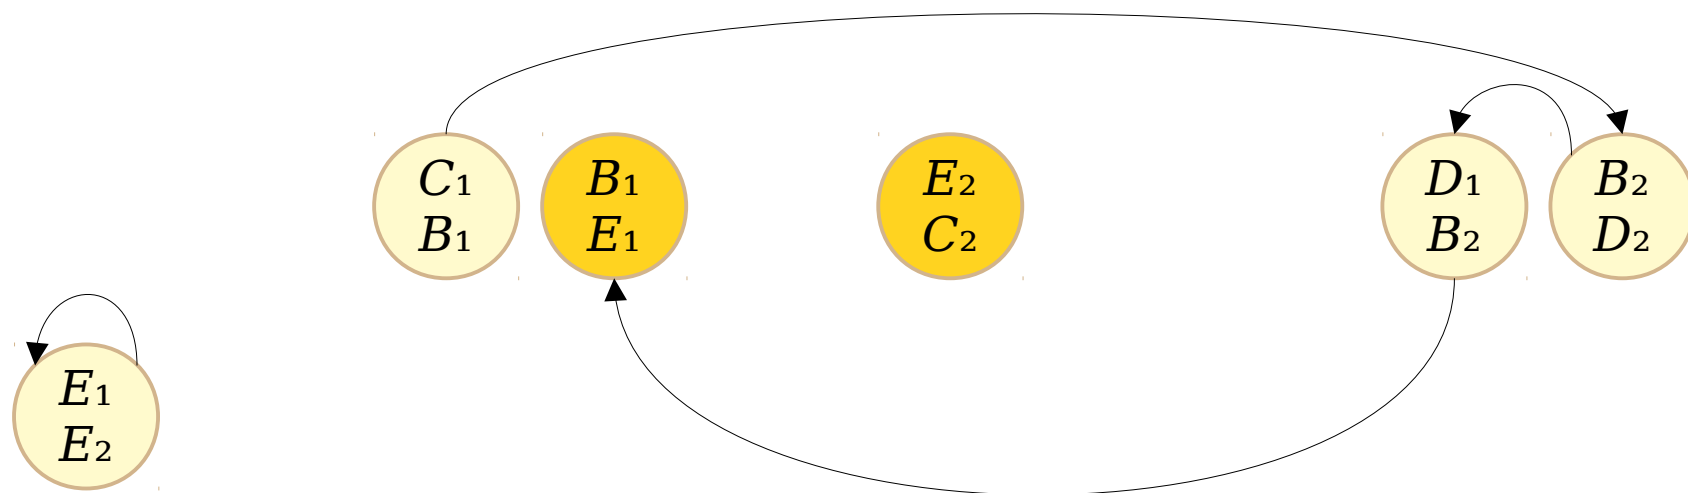 C₁
B₁
B₁
E₁
E₂
C₂
D₁
B₂
B₂
D₂
E₁
E₂